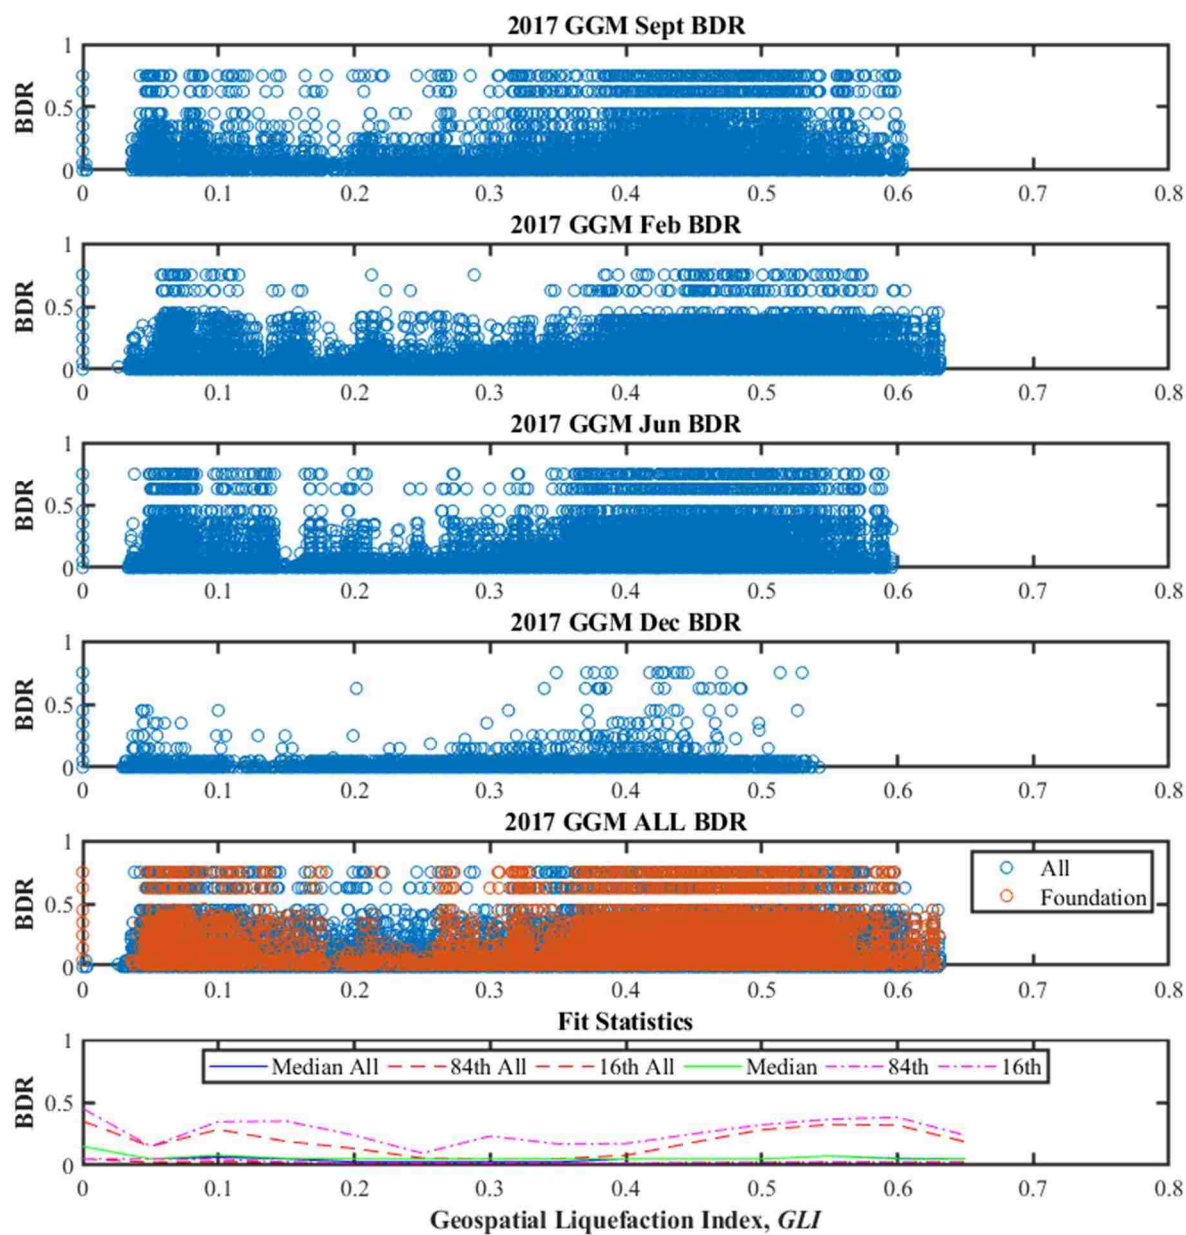 2017 GGM Sept BDR
1
0.5
0
BDR
0 0.1 0.2 0.3 0.4 0.5 0.6 0.7 0.8
2017 GGM Feb BDR
1
0.5
0
BDR
0 0.1 0.2 0.3 0.4 0.5 0.6 0.7 0.8
2017 GGM Jun BDR
1
0.5
0
BDR
0 0.1 0.2 0.3 0.4 0.5 0.6 0.7 0.8
2017 GGM Dec BDR
1
0.5
0
BDR
0 0.1 0.2 0.3 0.4 0.5 0.6 0.7 0.8
2017 GGM ALL BDR
1
0.5
0
BDR
All
Foundation
0 0.1 0.2 0.3 0.4 0.5 0.6 0.7 0.8
Fit Statistics
1
0.5
0
BDR
Median All 84th All 16th All Median 84th 16th
0 0.1 0.2 0.3 0.4 0.5 0.6 0.7 0.8
Geospatial Liquefaction Index, GLI